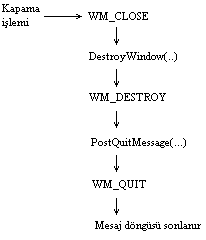 Kapama
işlemi
WM_CLOSE
DestroyWindow(..)
WM_DESTROY
PostQuitMessage(...)
WM_QUIT
Mesaj döngüsü sonlanır